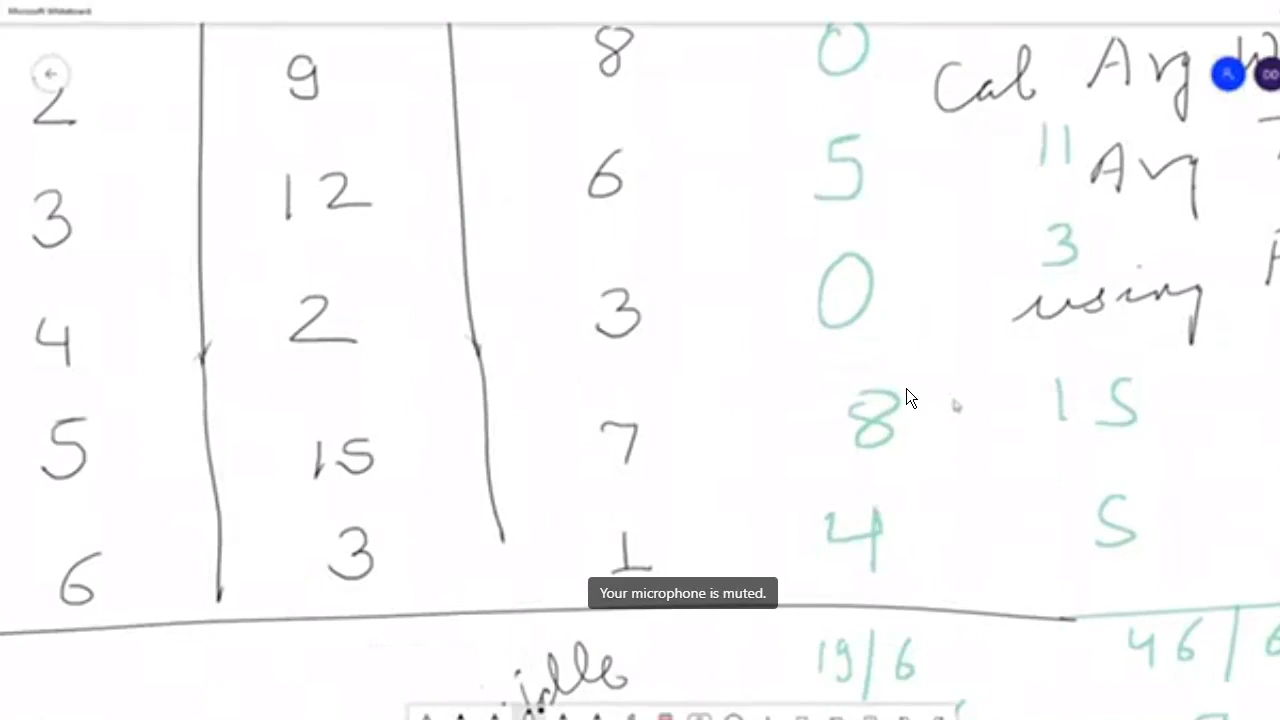 Microsoft Whiteboard
2 9 8 0 Cal Avg
3 12 6 5 11 Avg
4 2 3 0 3 using
5 15 7 8 15
6 3 1 4 5
Your microphone is muted.
idle 19/6 46/6